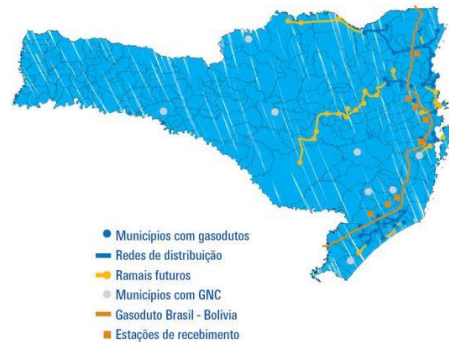 Municípios com gasodutos
Redes de distribuição
Ramais futuros
Municípios com GNC
Gasoduto Brasil - Bolívia
Estações de recebimento